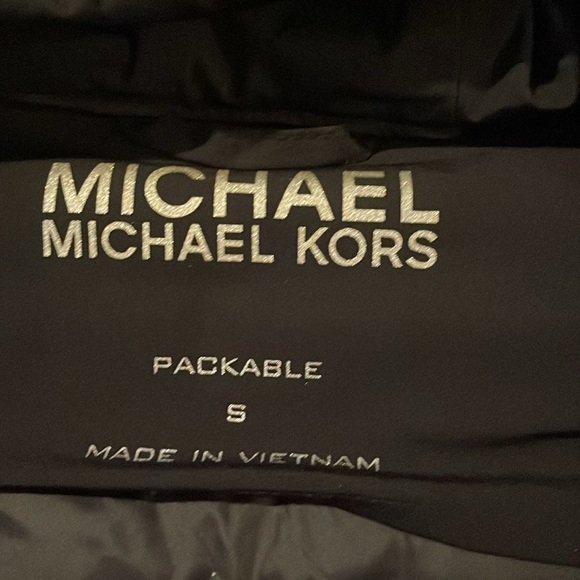 MICHAEL
MICHAEL KORS
PACKABLE
S
MADE IN VIETNAM